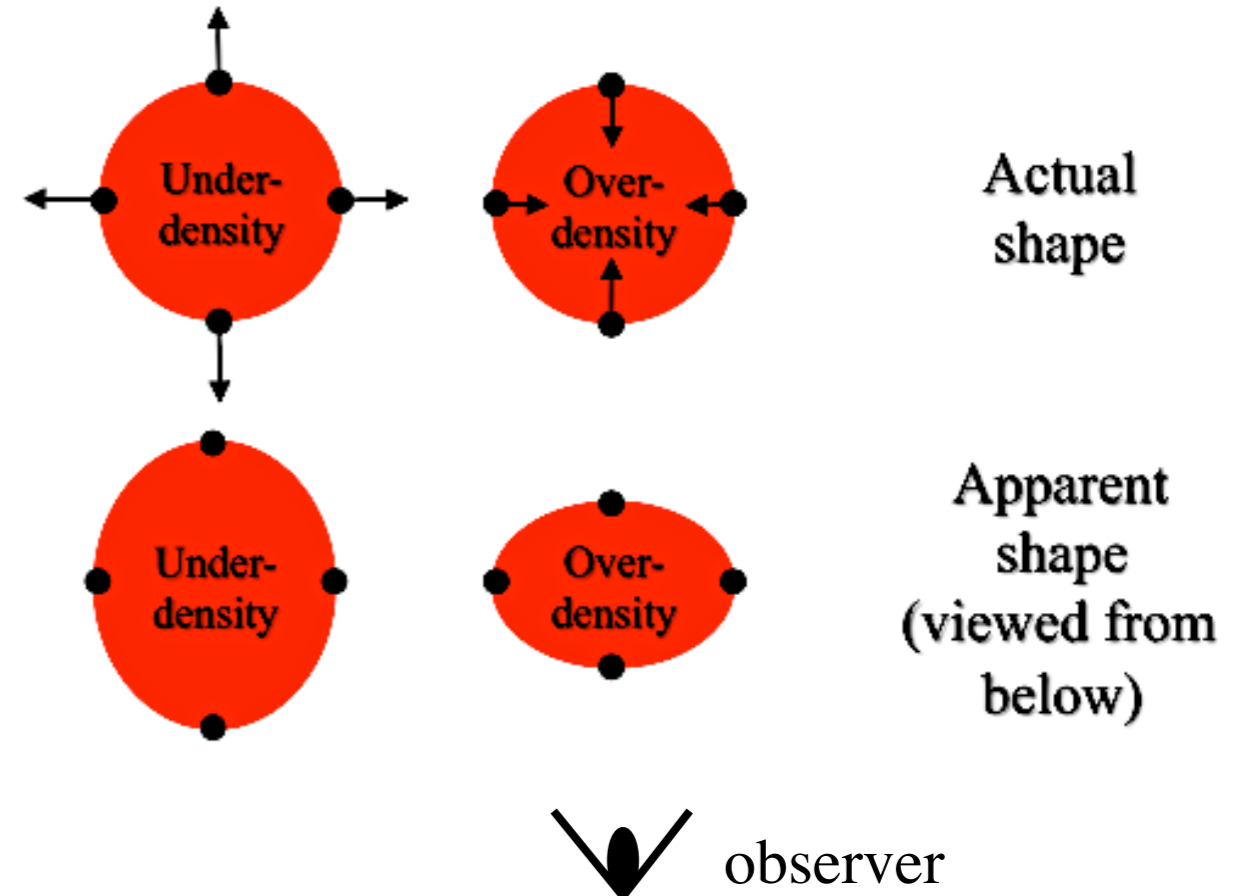 Under-
density
Over-
density
Actual
shape
Under-
density
Over-
density
Apparent
shape
(viewed from
below)
observer